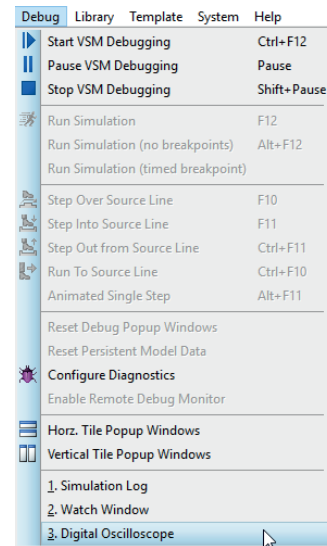 Debug Library Template System Help
Start VSM Debugging Ctrl+F12
Pause VSM Debugging Pause
Stop VSM Debugging Shift+Pause
Run Simulation F12
Run Simulation (no breakpoints) Alt+F12
Run Simulation (timed breakpoint)
Step Over Source Line F10
Step Into Source Line F11
Step Out from Source Line Ctrl+F11
Run To Source Line Ctrl+F10
Animated Single Step Alt+F11
Reset Debug Popup Windows
Reset Persistent Model Data
Configure Diagnostics
Enable Remote Debug Monitor
Horz. Tile Popup Windows
Vertical Tile Popup Windows
1. Simulation Log
2. Watch Window
3. Digital Oscilloscope